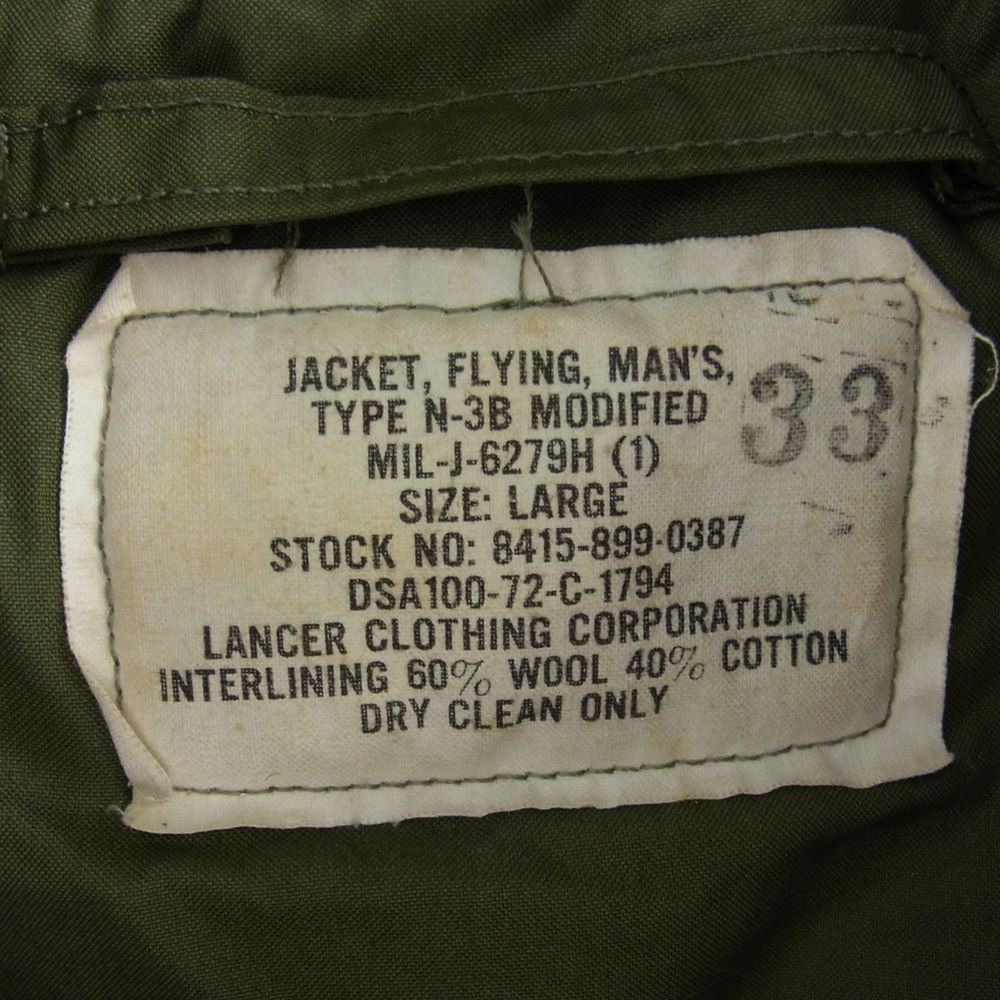 JACKET, FLYING, MAN'S,
TYPE N-3B MODIFIED
33
MIL-J-6279H (1)
SIZE: LARGE
STOCK NO: 8415-899-0387
DSA100-72-C-1794
LANCER CLOTHING CORPORATION
INTERLINING 60% WOOL 40% COTTON
DRY CLEAN ONLY